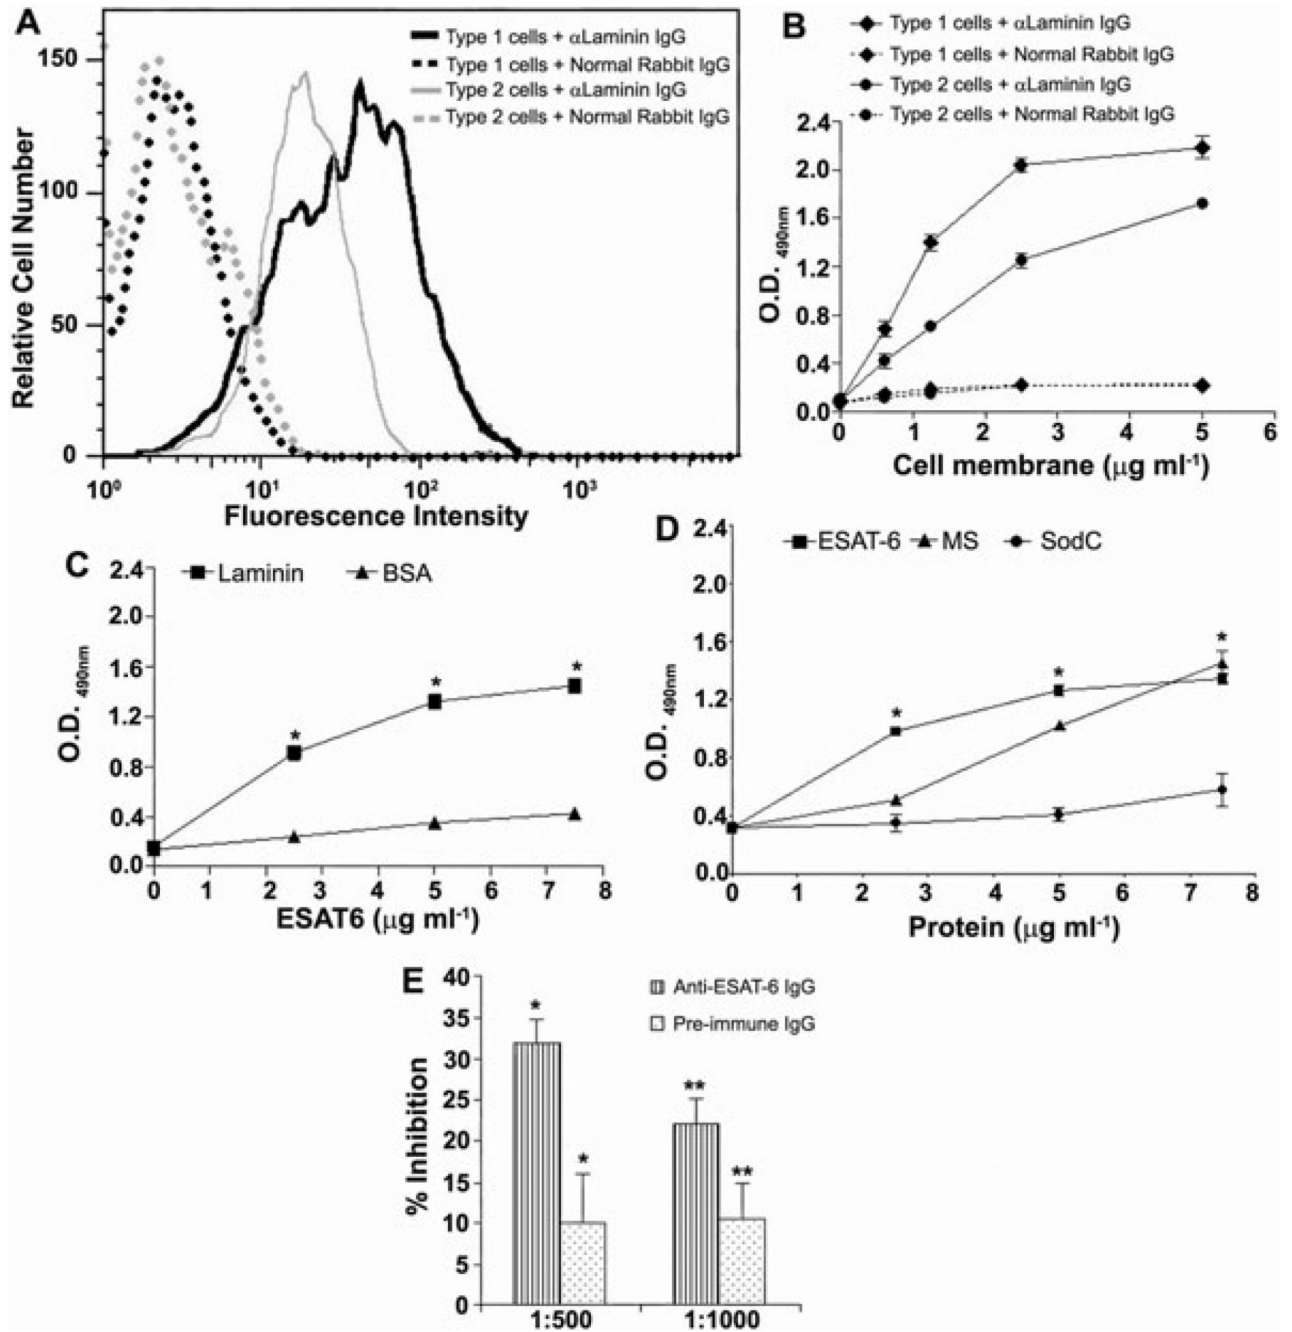 A
Type 1 cells + αLaminin IgG
Type 1 cells + Normal Rabbit IgG
Type 2 cells + αLaminin IgG
Type 2 cells + Normal Rabbit IgG
Relative Cell Number
150
100
50
0
10⁰ 10¹ 10² 10³
Fluorescence Intensity
B
Type 1 cells + αLaminin IgG
Type 1 cells + Normal Rabbit IgG
Type 2 cells + αLaminin IgG
Type 2 cells + Normal Rabbit IgG
O.D. 490nm
2.4
2.0
1.6
1.2
0.8
0.4
0.0
0 1 2 3 4 5 6
Cell membrane (μg ml⁻¹)
C
Laminin BSA
O.D. 490nm
2.4
2.0
1.6
1.2
0.8
0.4
0.0
* * *
0 1 2 3 4 5 6 7 8
ESAT6 (μg ml⁻¹)
D
ESAT-6 MS SodC
O.D. 490nm
2.4
2.0
1.6
1.2
0.8
0.4
0.0
* * *
0 1 2 3 4 5 6 7 8
Protein (μg ml⁻¹)
E
Anti-ESAT-6 IgG
Pre-immune IgG
% Inhibition
40
35
30
25
20
15
10
5
0
* * ** **
1:500 1:1000